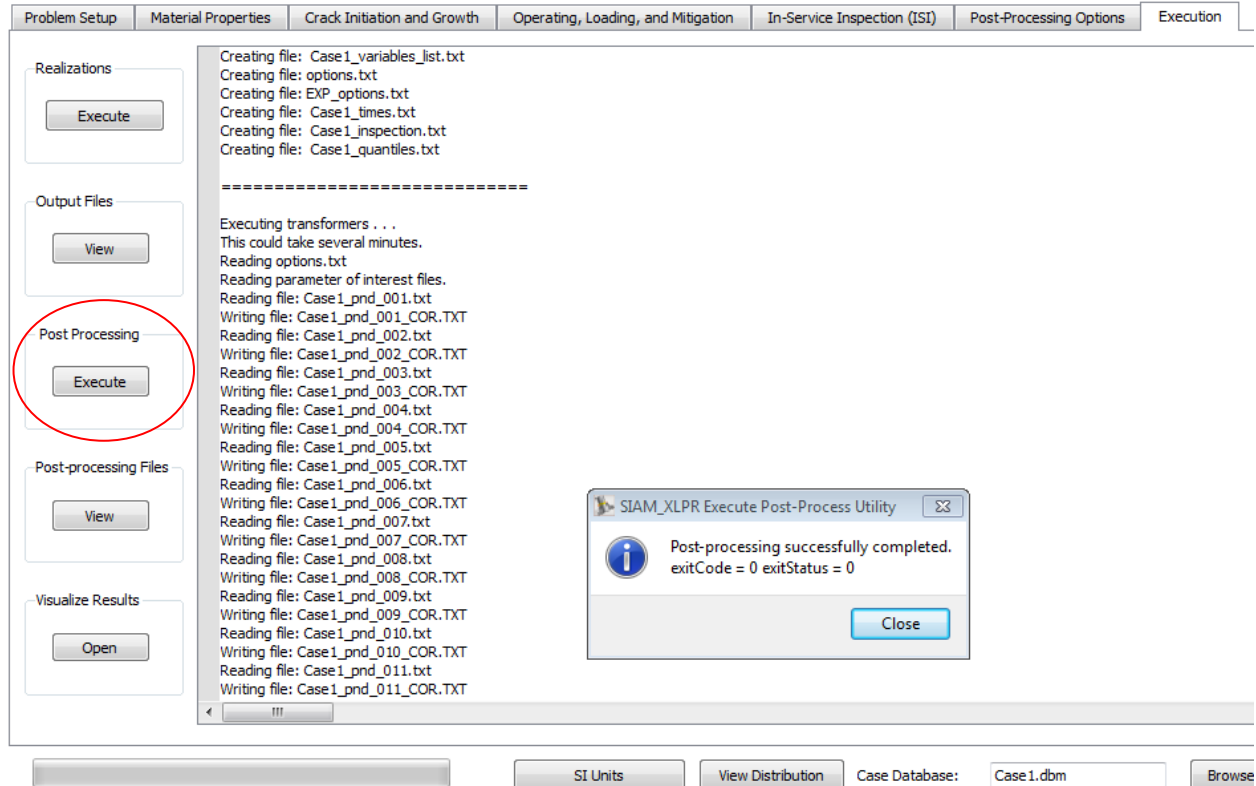 Problem Setup
Material Properties
Crack Initiation and Growth
Operating, Loading, and Mitigation
In-Service Inspection (ISI)
Post-Processing Options
Execution
Realizations
Execute
Output Files
View
Post Processing
Execute
Post-processing Files
View
Visualize Results
Open
Creating file:  Case1_variables_list.txt
Creating file: options.txt
Creating file: EXP_options.txt
Creating file:  Case1_times.txt
Creating file:  Case1_inspection.txt
Creating file:  Case1_quantiles.txt
=============================
Executing transformers . . .
This could take several minutes.
Reading options.txt
Reading parameter of interest files.
Reading file: Case1_pnd_001.txt
Writing file: Case1_pnd_001_COR.TXT
Reading file: Case1_pnd_002.txt
Writing file: Case1_pnd_002_COR.TXT
Reading file: Case1_pnd_003.txt
Writing file: Case1_pnd_003_COR.TXT
Reading file: Case1_pnd_004.txt
Writing file: Case1_pnd_004_COR.TXT
Reading file: Case1_pnd_005.txt
Writing file: Case1_pnd_005_COR.TXT
Reading file: Case1_pnd_006.txt
Writing file: Case1_pnd_006_COR.TXT
Reading file: Case1_pnd_007.txt
Writing file: Case1_pnd_007_COR.TXT
Reading file: Case1_pnd_008.txt
Writing file: Case1_pnd_008_COR.TXT
Reading file: Case1_pnd_009.txt
Writing file: Case1_pnd_009_COR.TXT
Reading file: Case1_pnd_010.txt
Writing file: Case1_pnd_010_COR.TXT
Reading file: Case1_pnd_011.txt
Writing file: Case1_pnd_011_COR.TXT
SIAM_XLPR Execute Post-Process Utility
Post-processing successfully completed.
exitCode = 0 exitStatus = 0
Close
SI Units
View Distribution
Case Database:
Case1.dbm
Browse